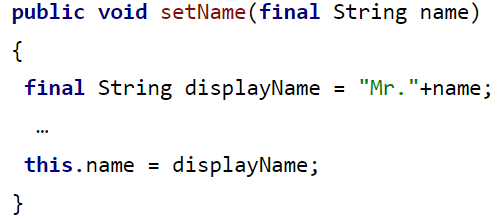 public void setName(final String name)
{
final String displayName = "Mr."+name;
…
this.name = displayName;
}